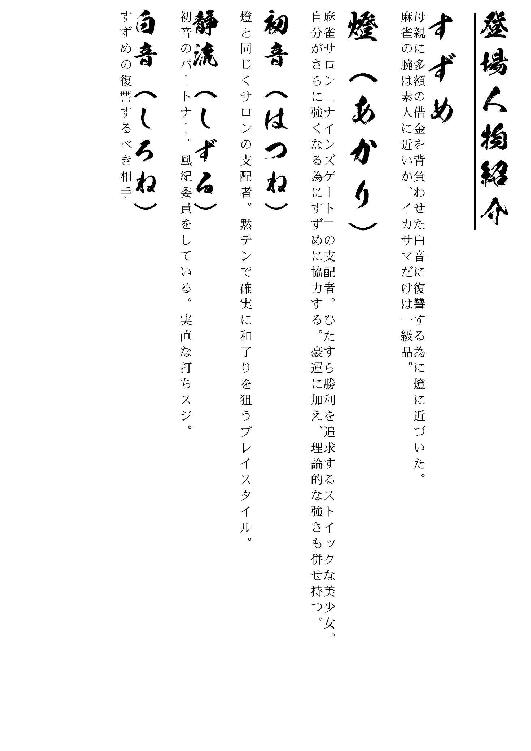 登場人物紹介
すずめ
母親に多額の借金を背負わせた白音に復讐する為に燈に近づいた。
麻雀の腕は素人に近いが、イカサマだけは一級品。
燈(あかり)
麻雀サロン「ナインズゲート」の支配者。ひたすら勝利を追求するストイックな美少女。
自分がさらに強くなる為にすずめに協力する。豪運に加え、理論的な強さも併せ持つ。
初音(はつね)
燈と同じくサロンの支配者。黙テンで確実に和了りを狙うプレイスタイル。
静流(しずる)
初音のパートナー。風紀委員をしている。実直な打ちスジ。
白音(しろね)
すずめの復讐するべき相手